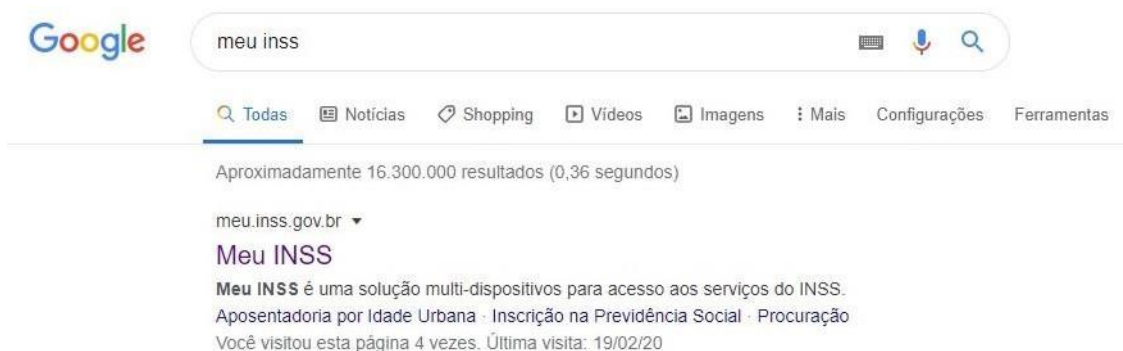 Google
meu inss
Todas Notícias Shopping Vídeos Imagens Mais Configurações Ferramentas
Aproximadamente 16.300.000 resultados (0,36 segundos)
meu.inss.gov.br
Meu INSS
Meu INSS é uma solução multi-dispositivos para acesso aos serviços do INSS.
Aposentadoria por Idade Urbana · Inscrição na Previdência Social · Procuração
Você visitou esta página 4 vezes. Última visita: 19/02/20